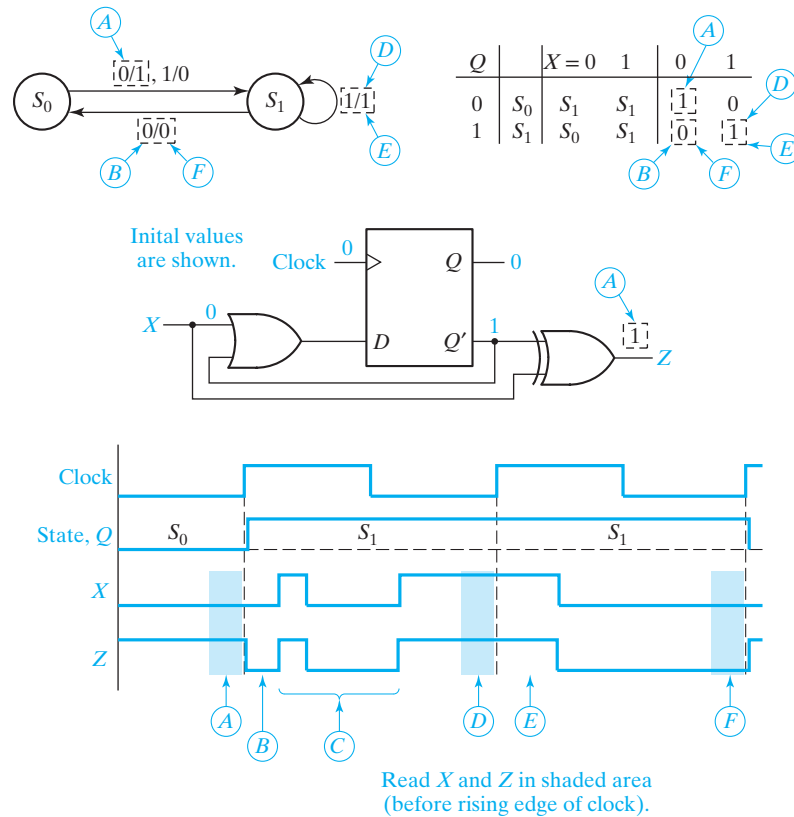 A
D
0/1, 1/0
S0
S1
1/1
0/0
B
F
E
A
Q X = 0 1 0 1
D
0 S0 S1 S1 1 0
1 S1 S0 S1 0 1
E
B
F
Inital values
are shown.
0
Clock
Q
0
A
X
0
D
Q′
1
1
Z
Clock
State, Q
S0
S1
S1
X
Z
A
B
C
D
E
F
Read X and Z in shaded area
(before rising edge of clock).